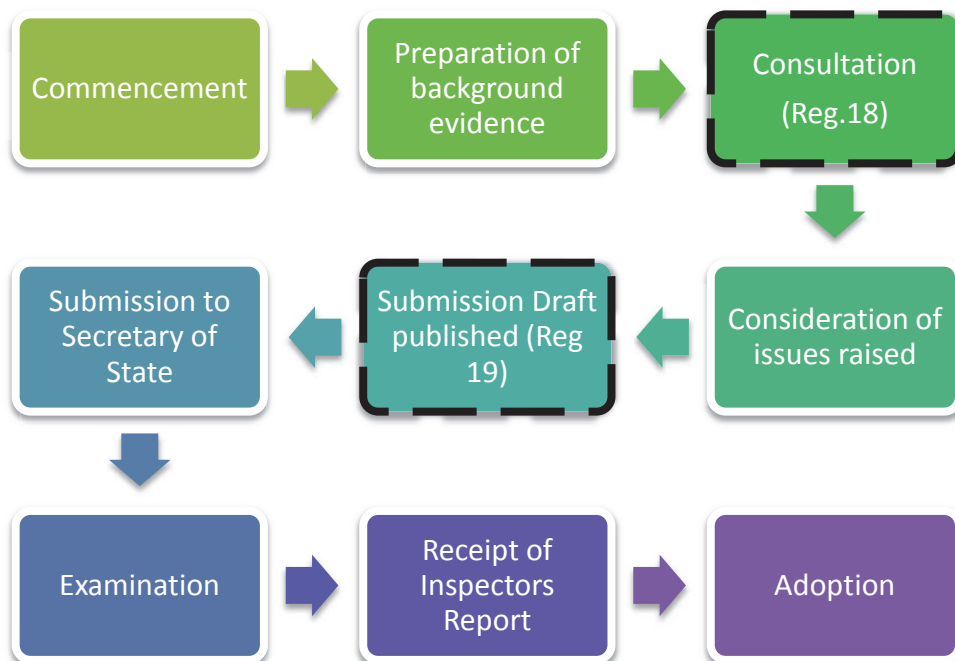 Commencement
Preparation of
background
evidence
Consultation
(Reg.18)
Consideration of
issues raised
Submission Draft
published (Reg
19)
Submission to
Secretary of
State
Examination
Receipt of
Inspectors
Report
Adoption